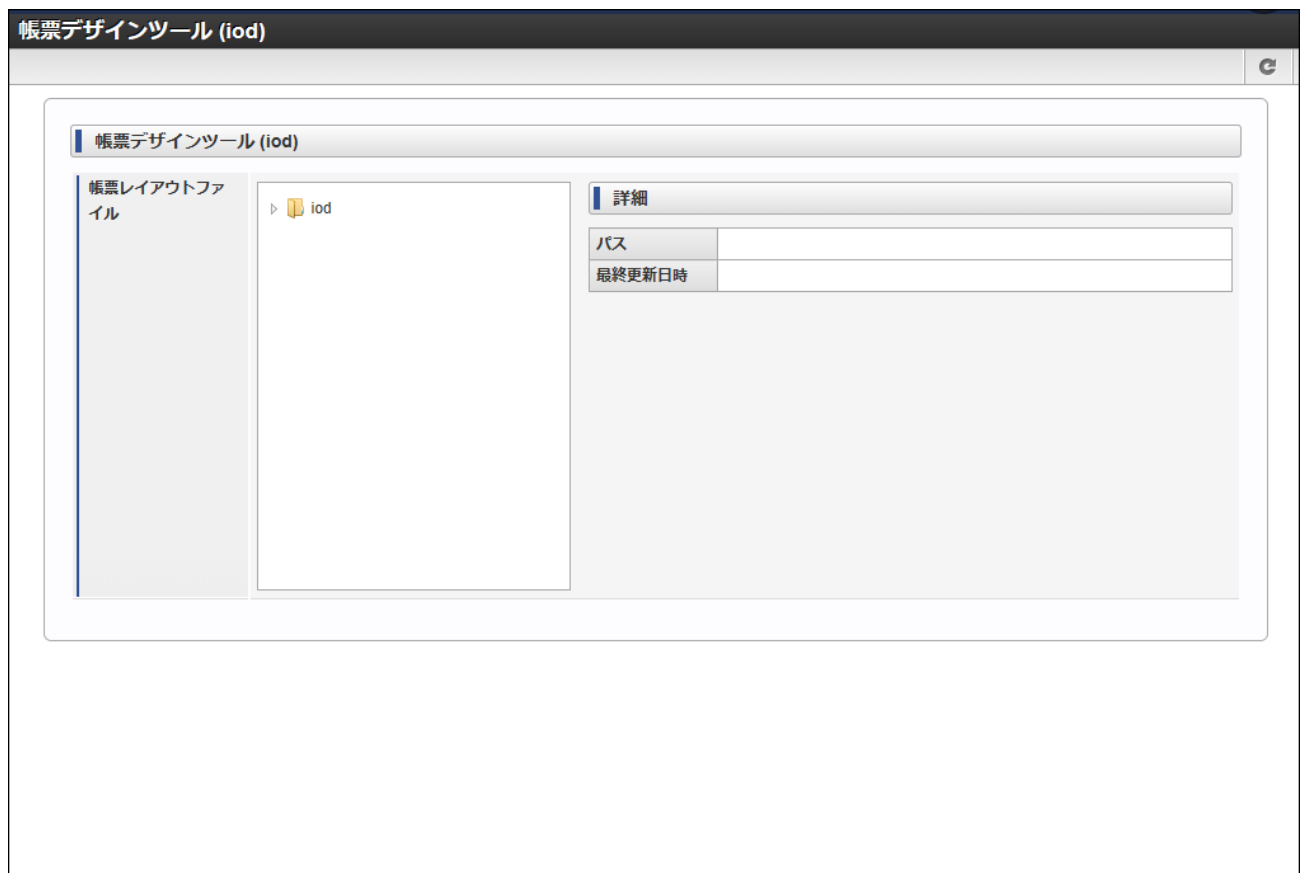 帳票デザインツール (iod)
帳票デザインツール (iod)
帳票レイアウトファ
イル
iod
詳細
パス
最終更新日時